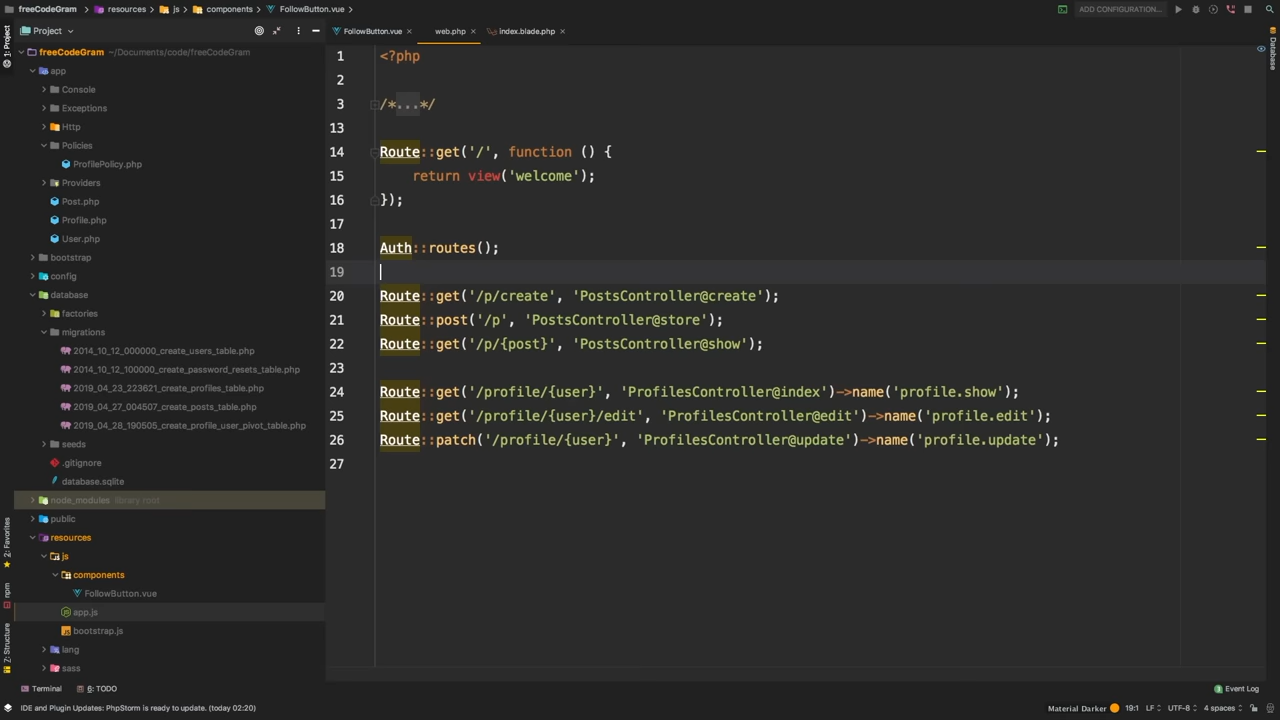 freeCodeGram
resources
js
components
FollowButton.vue
ADD CONFIGURATION...
Project
FollowButton.vue
web.php
index.blade.php
1: Project
Database
freeCodeGram ~/Documents/code/freeCodeGram
app
Console
Exceptions
Http
Policies
ProfilePolicy.php
Providers
Post.php
Profile.php
User.php
bootstrap
config
database
factories
migrations
2014_10_12_000000_create_users_table.php
2014_10_12_100000_create_password_resets_table.php
2019_04_23_223621_create_profiles_table.php
2019_04_27_004507_create_posts_table.php
2019_04_28_190505_create_profile_user_pivot_table.php
seeds
.gitignore
database.sqlite
node_modules library root
public
resources
js
components
FollowButton.vue
app.js
bootstrap.js
lang
sass
2: Favorites
npm
7: Structure
1 <?php
2
3 /*...*/
13
14 Route::get('/', function () {
15 return view('welcome');
16 });
17
18 Auth::routes();
19
20 Route::get('/p/create', 'PostsController@create');
21 Route::post('/p', 'PostsController@store');
22 Route::get('/p/{post}', 'PostsController@show');
23
24 Route::get('/profile/{user}', 'ProfilesController@index')->name('profile.show');
25 Route::get('/profile/{user}/edit', 'ProfilesController@edit')->name('profile.edit');
26 Route::patch('/profile/{user}', 'ProfilesController@update')->name('profile.update');
27
Terminal
6: TODO
Event Log
IDE and Plugin Updates: PhpStorm is ready to update. (today 02:20)
Material Darker
19:1
LF
UTF-8
4 spaces